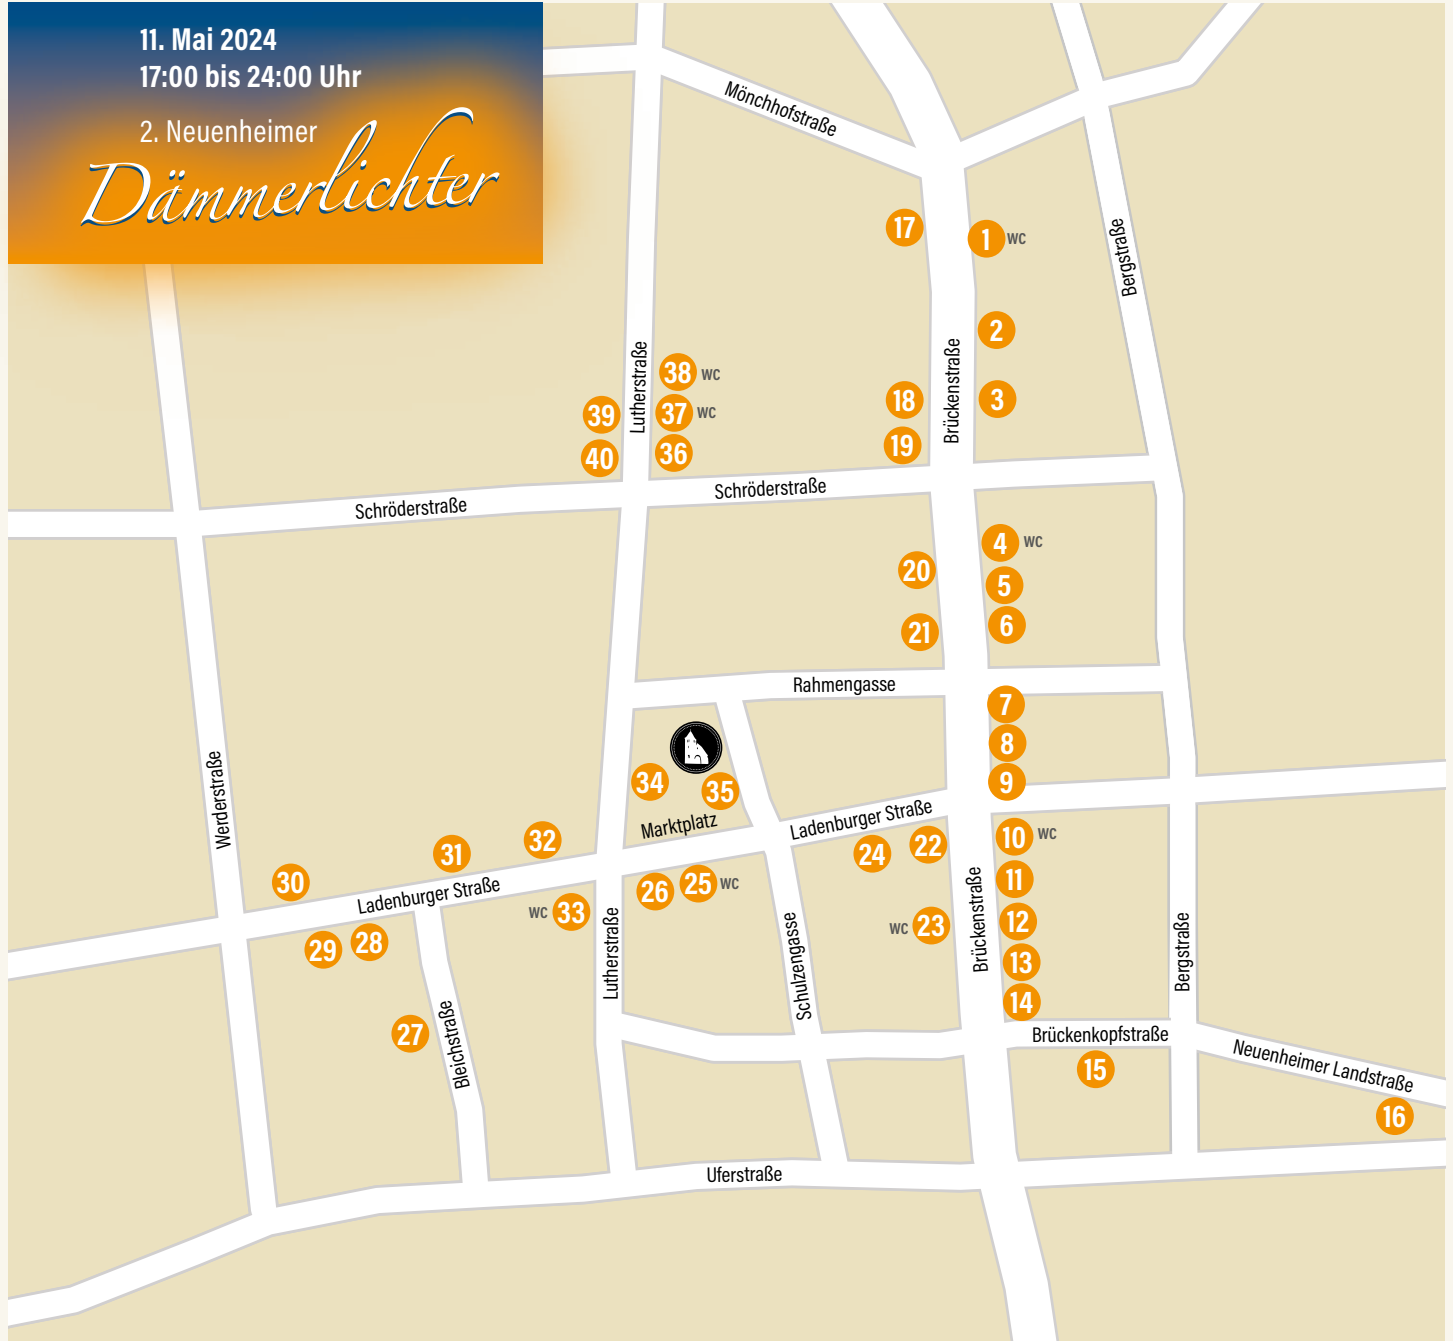 11. Mai 2024
17:00 bis 24:00 Uhr
2. Neuenheimer
Dämmerlichter
Mönchhofstraße
17
1 WC
Bergstraße
2
Lutherstraße
Brückenstraße
38 WC
39
37 WC
18
3
40
36
19
Schröderstraße
Schröderstraße
4 WC
20
5
21
6
Rahmengasse
7
8
34
35
9
Werderstraße
Marktplatz
Ladenburger Straße
32
31
24
22
10 WC
30
Ladenburger Straße
26
25 WC
11
WC 33
WC 23
12
29
28
Lutherstraße
Schulzengasse
Brückenstraße
Bergstraße
13
14
27
Bleichstraße
Brückenkopfstraße
15
Neuenheimer Landstraße
16
Uferstraße